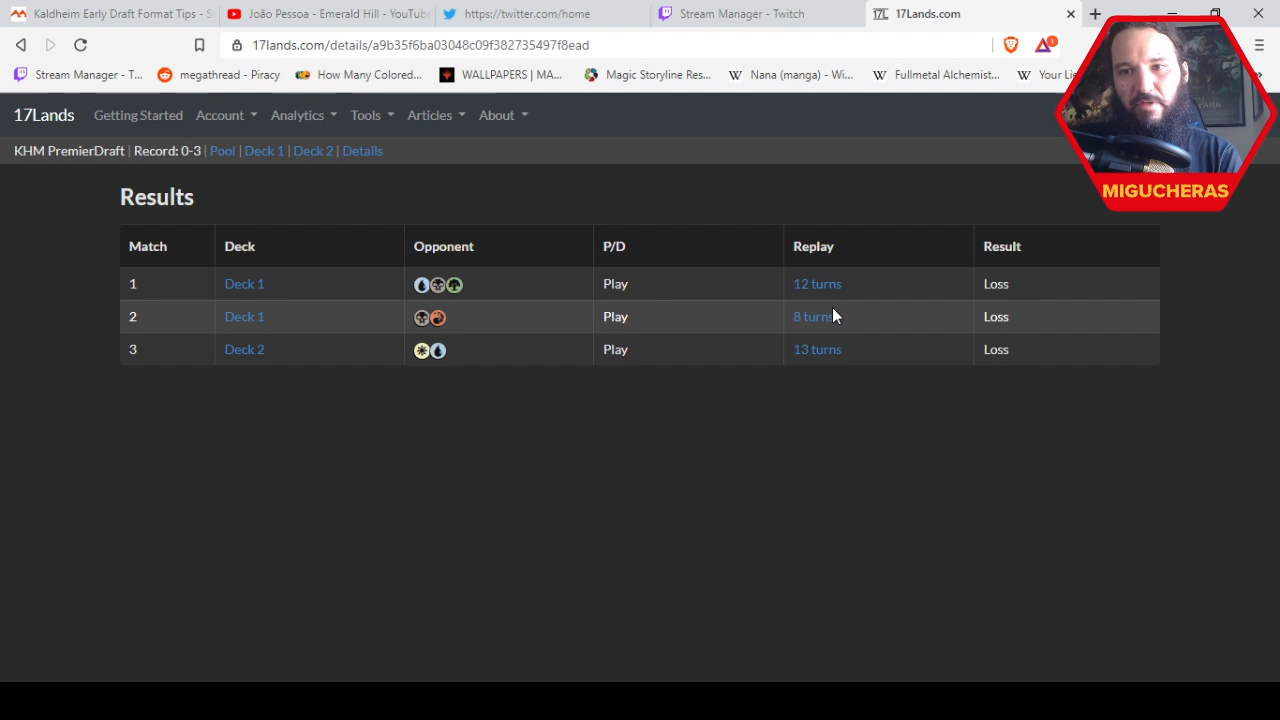 Kaldheim Early Draft Format Tips - S
João Pessoa - Emerald Hill - YouTube
https://twitter.com/home
Stream Manager - Twitch
17Lands.com
17lands.com/details/a9b35f6ba03048c09f382735497f8ead
1
Stream Manager - T...
megathread - Piracy
How Many Colored...
WALLPAPERS | MA...
Magic Storyline Res...
Nana (manga) - Wi...
Fullmetal Alchemist...
Your Lie
17Lands
Getting Started
Account
Analytics
Tools
Articles
About
KHM PremierDraft | Record: 0-3 | Pool | Deck 1 | Deck 2 | Details
MIGUCHERAS
Results
Match Deck Opponent P/D Replay Result
1 Deck 1 Play 12 turns Loss
2 Deck 1 Play 8 turns Loss
3 Deck 2 Play 13 turns Loss